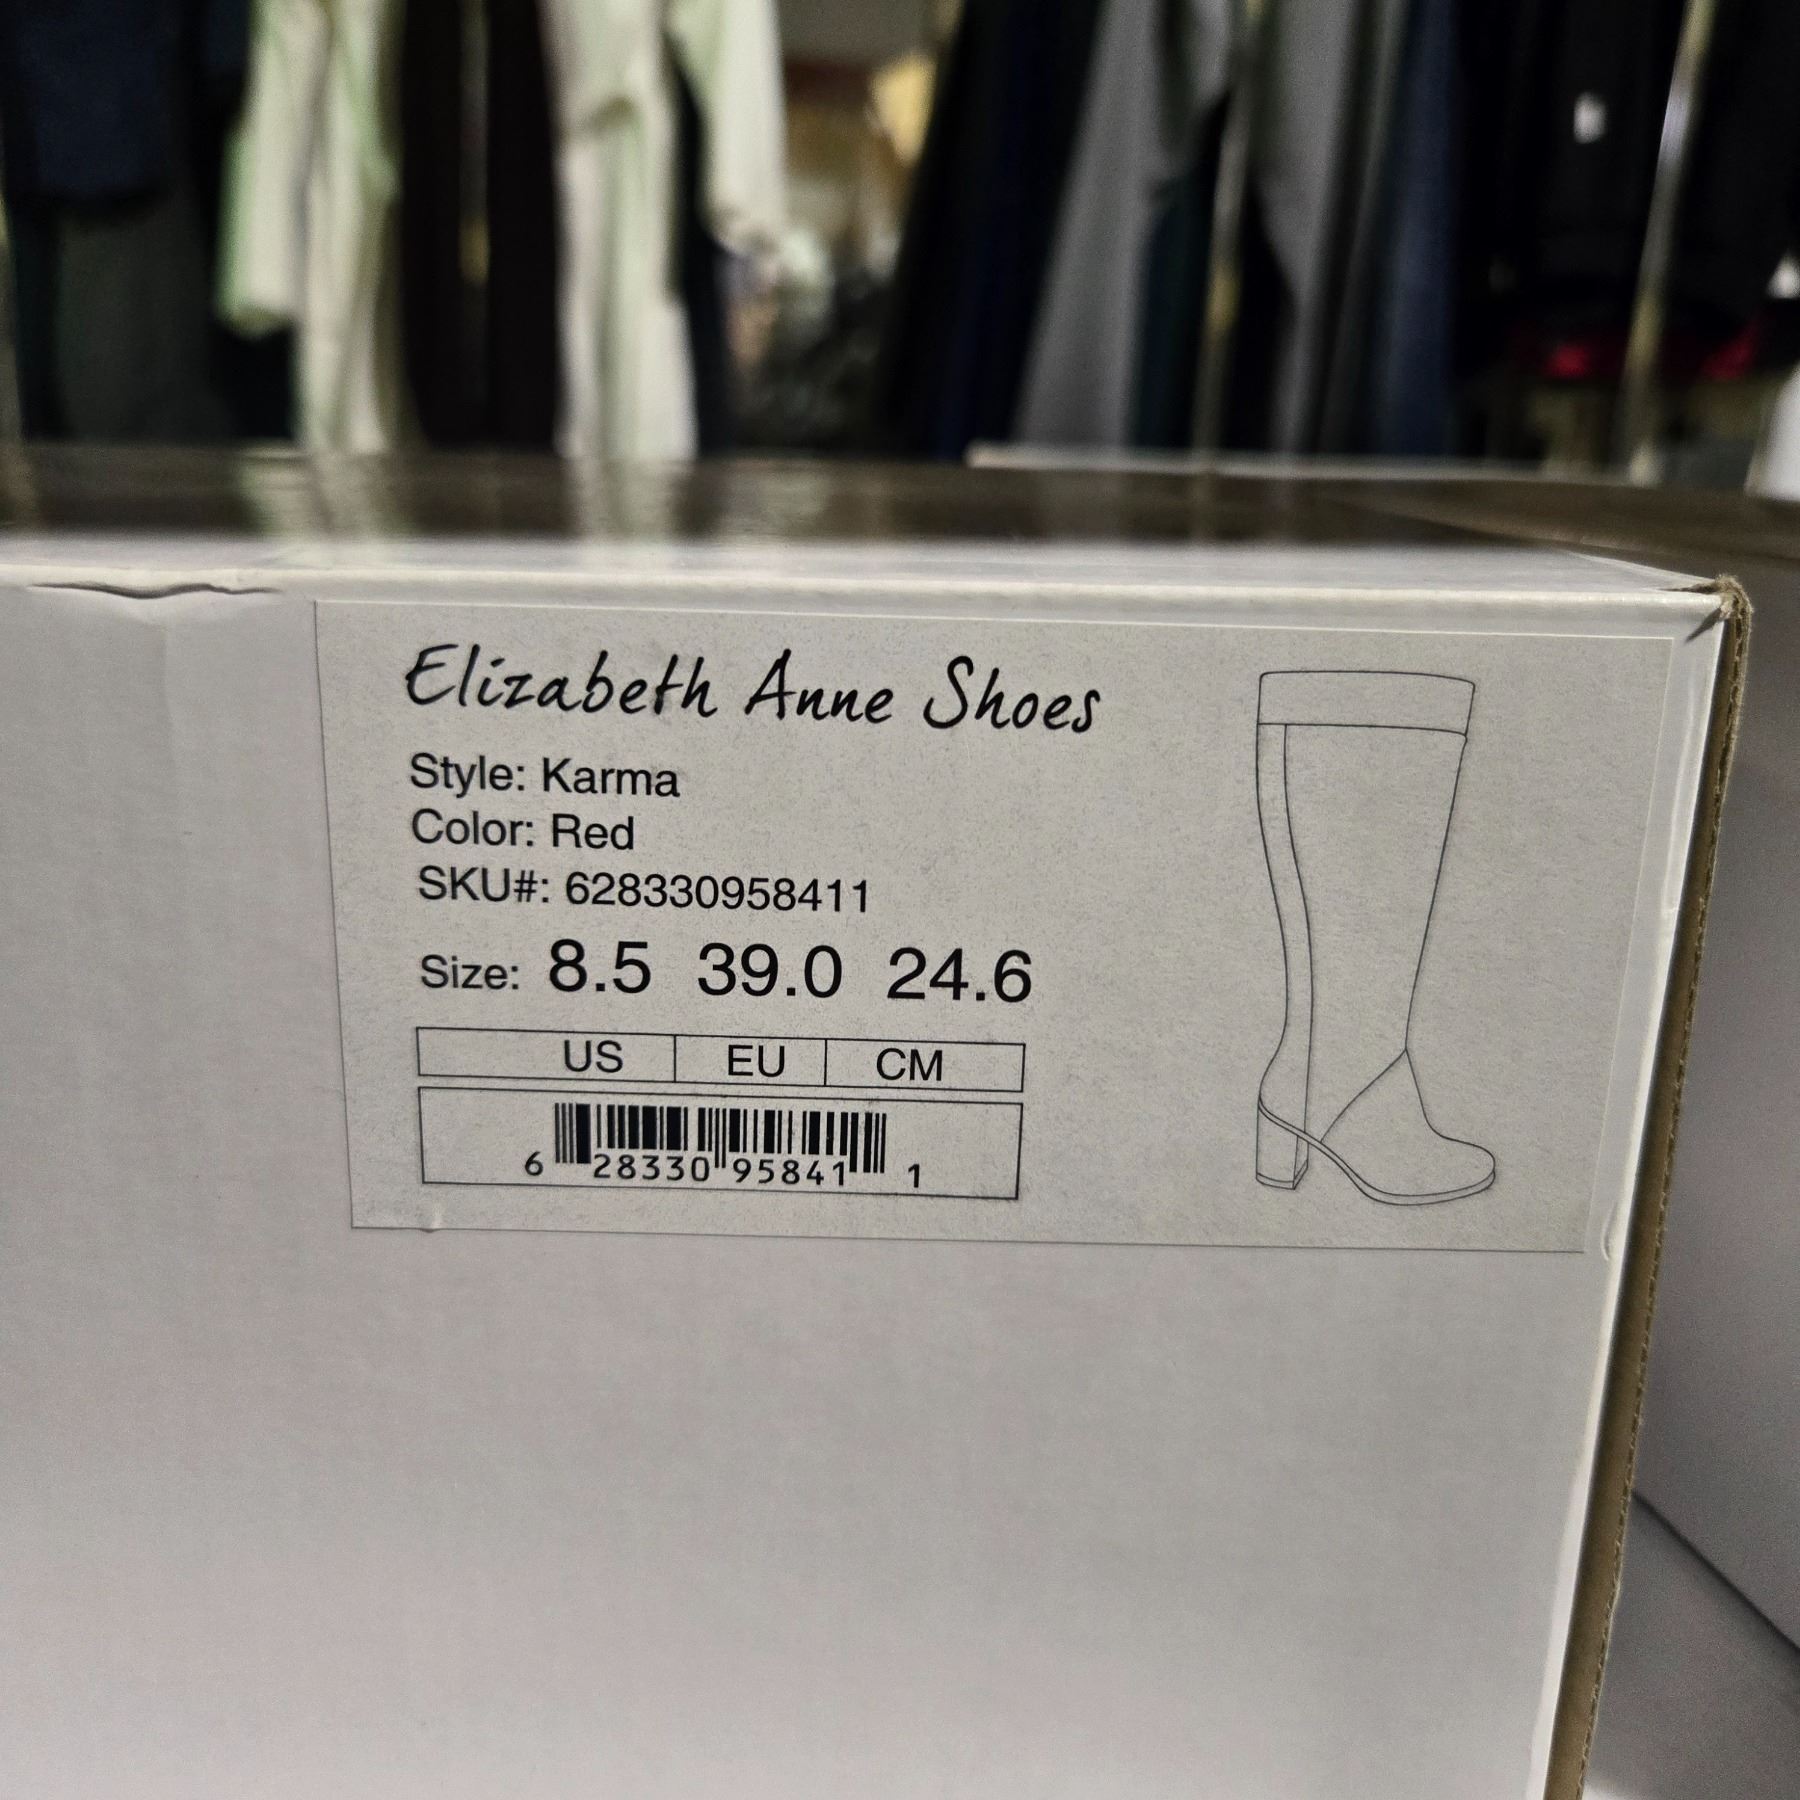 Elizabeth Anne Shoes
Style: Karma
Color: Red
SKU#: 628330958411
Size: 8.5 39.0 24.6
US EU CM
6 28330 95841 1